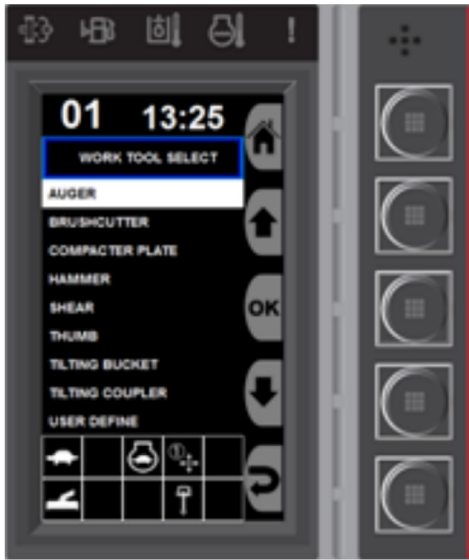 !
01 13:25
WORK TOOL SELECT
AUGER
BRUSHCUTTER
COMPACTER PLATE
HAMMER
SHEAR
OK
THUMB
TILTING BUCKET
TILTING COUPLER
USER DEFINE
1